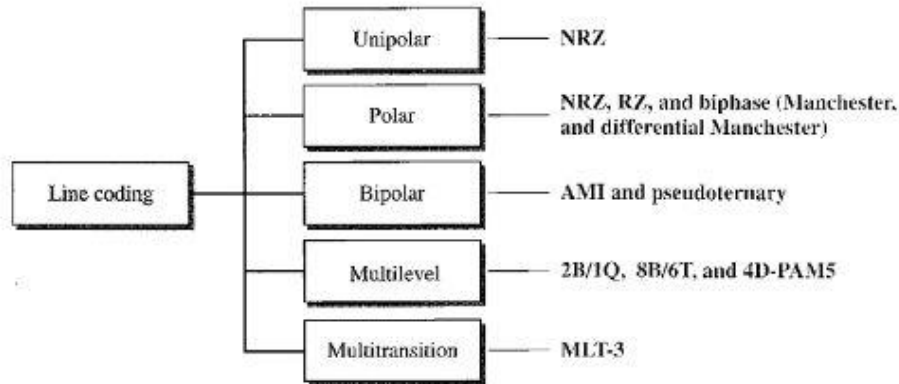 Unipolar
NRZ
Polar
NRZ, RZ, and biphase (Manchester,
and differential Manchester)
Line coding
Bipolar
AMI and pseudoternary
Multilevel
2B/1Q, 8B/6T, and 4D-PAM5
Multitransition
MLT-3